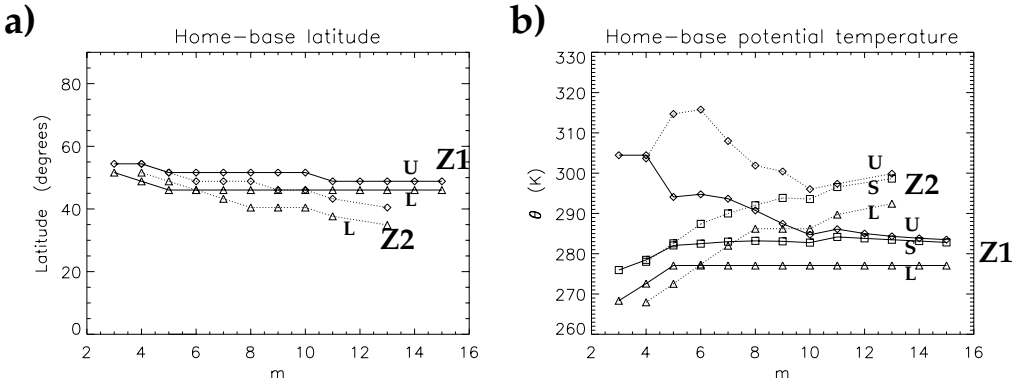 a)
Home-base latitude
Latitude (degrees)
80
60
40
20
0
2 4 6 8 10 12 14 16
m
U
Z1
L
L
Z2
b)
Home-base potential temperature
θ (K)
330
320
310
300
290
280
270
260
2 4 6 8 10 12 14 16
m
U
S
Z2
L
U
S
Z1
L